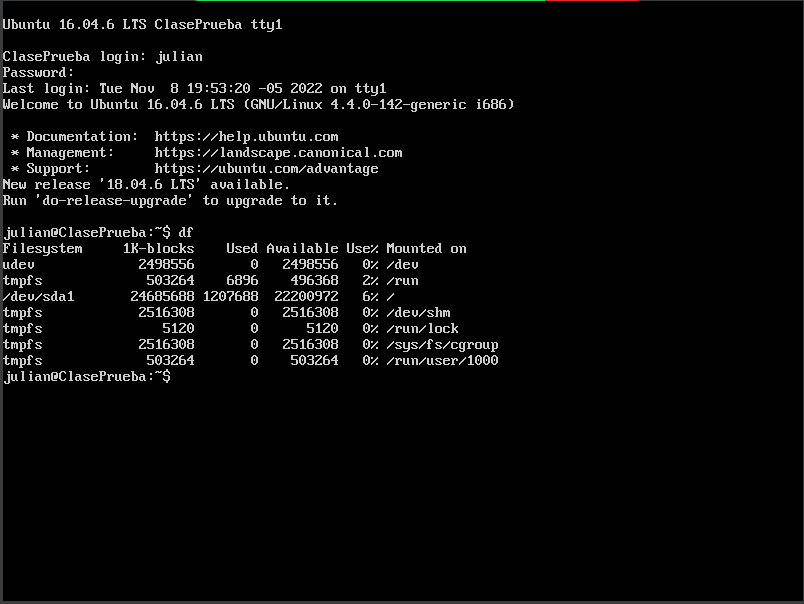 Ubuntu 16.04.6 LTS ClasePrueba tty1
ClasePrueba login: julian
Password:
Last login: Tue Nov  8 19:53:20 -05 2022 on tty1
Welcome to Ubuntu 16.04.6 LTS (GNU/Linux 4.4.0-142-generic i686)
 * Documentation:  https://help.ubuntu.com
 * Management:     https://landscape.canonical.com
 * Support:        https://ubuntu.com/advantage
New release '18.04.6 LTS' available.
Run 'do-release-upgrade' to upgrade to it.
julian@ClasePrueba:~$ df
Filesystem     1K-blocks    Used Available Use% Mounted on
udev             2498556       0   2498556   0% /dev
tmpfs             503264    6896    496368   2% /run
/dev/sda1       24685688 1207688  22200972   6% /
tmpfs            2516308       0   2516308   0% /dev/shm
tmpfs               5120       0      5120   0% /run/lock
tmpfs            2516308       0   2516308   0% /sys/fs/cgroup
tmpfs             503264       0    503264   0% /run/user/1000
julian@ClasePrueba:~$